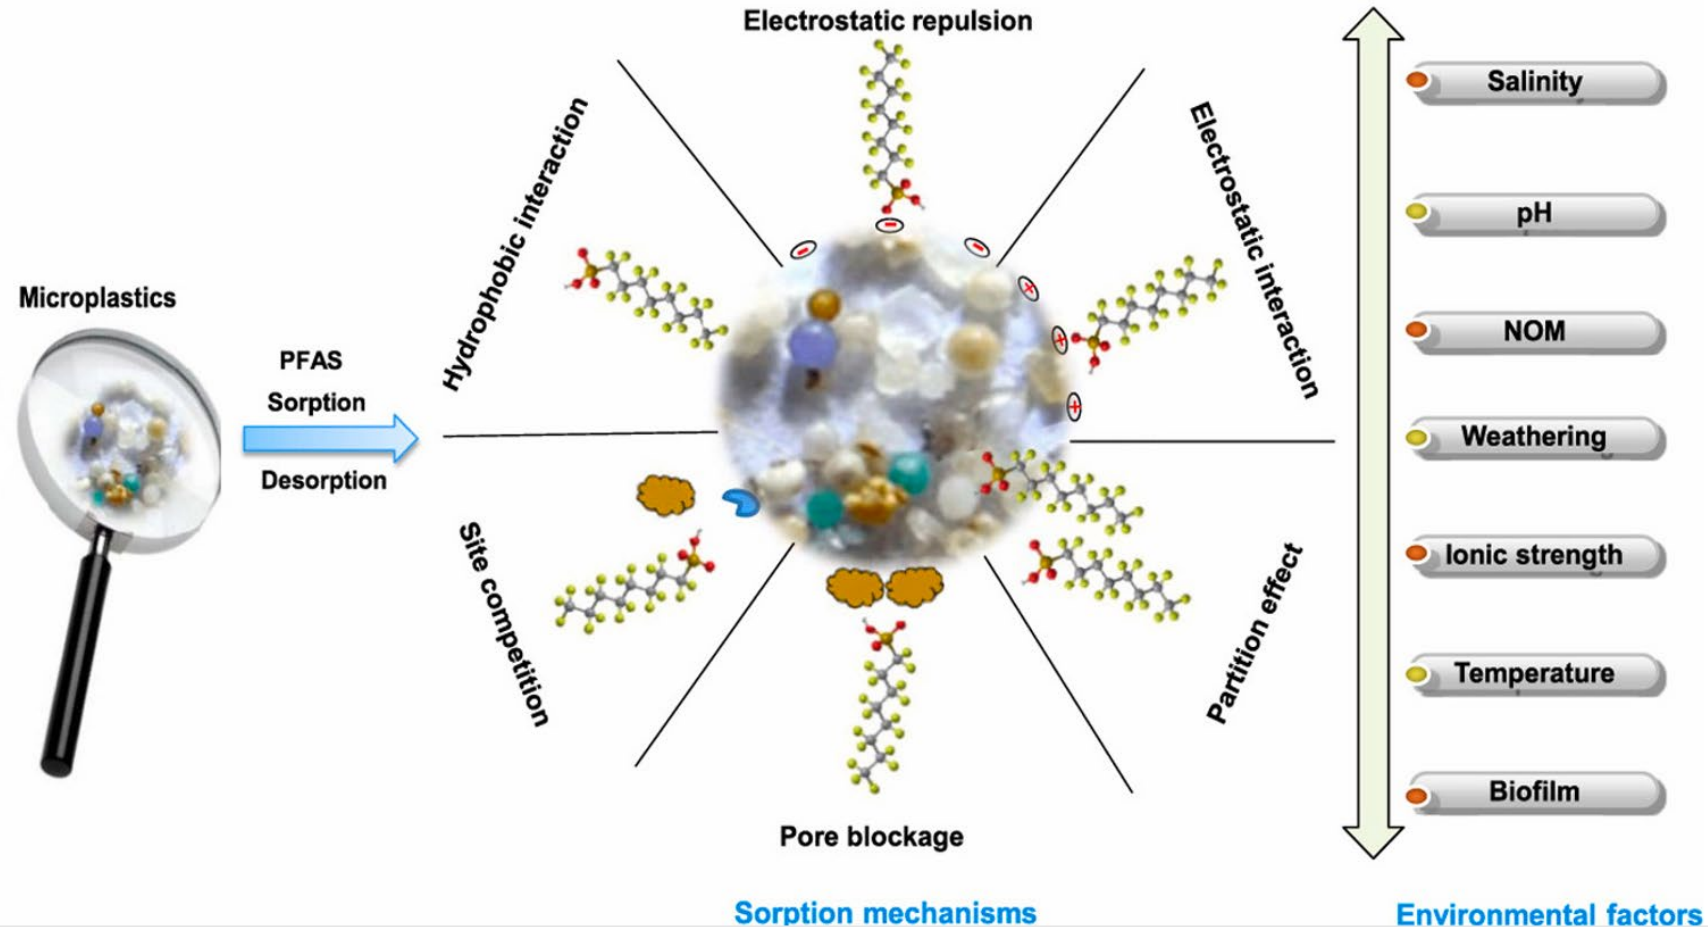 Electrostatic repulsion
Hydrophobic interaction
Electrostatic interaction
Microplastics
PFAS
Sorption
Desorption
Site competition
Partition effect
Pore blockage
Sorption mechanisms
Salinity
pH
NOM
Weathering
Ionic strength
Temperature
Biofilm
Environmental factors